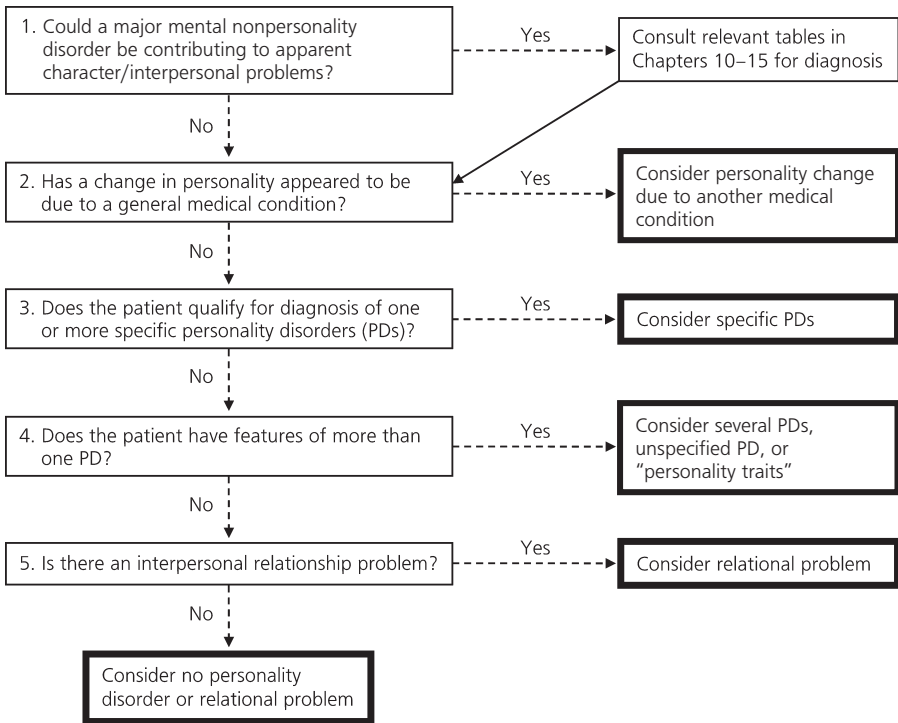 1. Could a major mental nonpersonality
disorder be contributing to apparent
character/interpersonal problems?
Yes
Consult relevant tables in
Chapters 10–15 for diagnosis
No
2. Has a change in personality appeared to be
due to a general medical condition?
Yes
Consider personality change
due to another medical
condition
No
3. Does the patient qualify for diagnosis of one
or more specific personality disorders (PDs)?
Yes
Consider specific PDs
No
4. Does the patient have features of more than
one PD?
Yes
Consider several PDs,
unspecified PD, or
“personality traits”
No
5. Is there an interpersonal relationship problem?
Yes
Consider relational problem
No
Consider no personality
disorder or relational problem